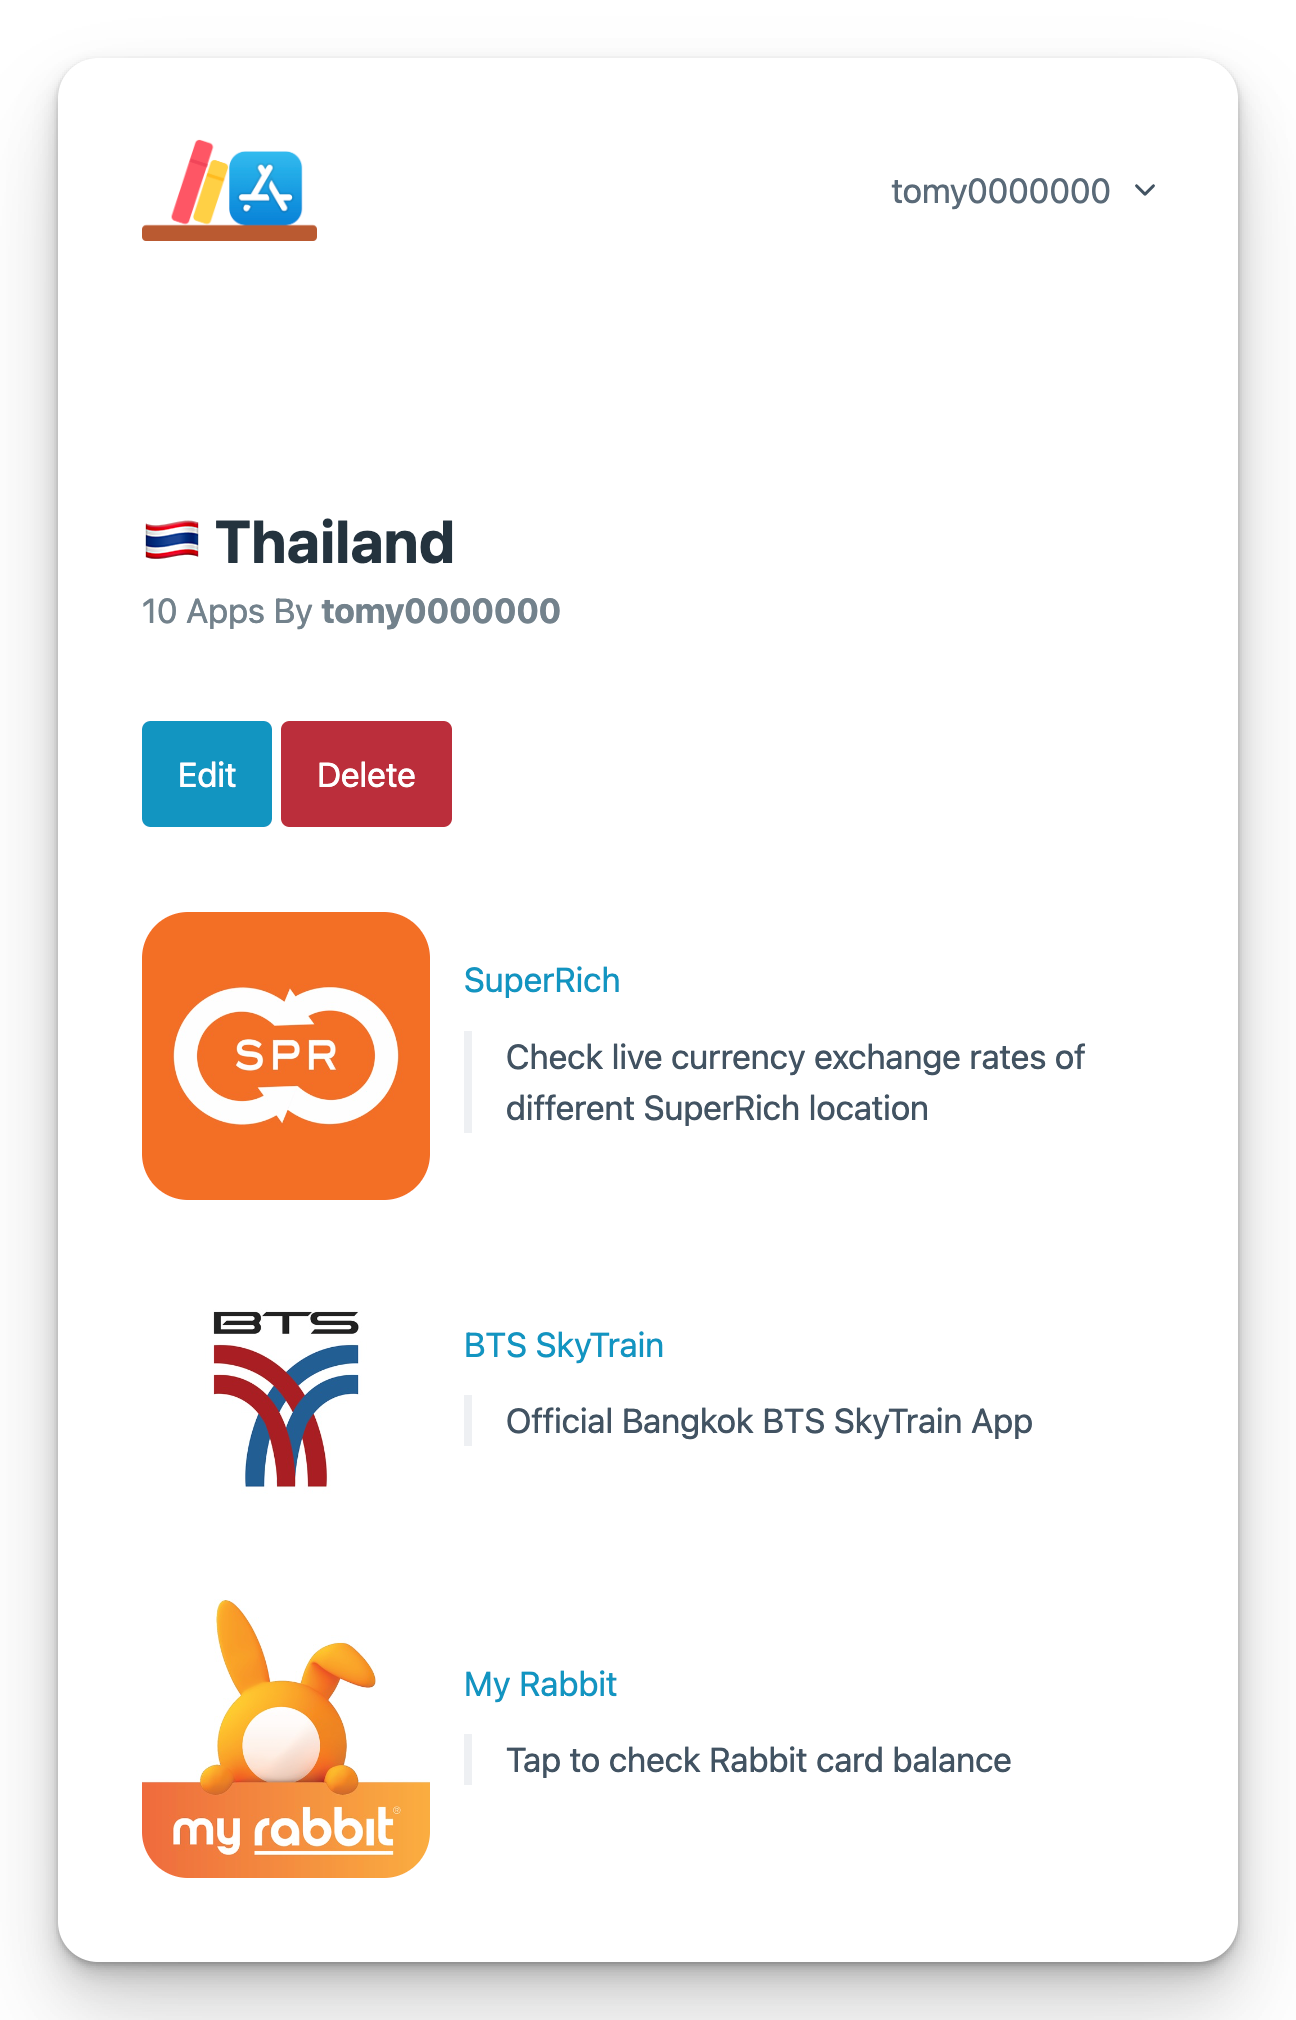 tomy0000000
🇹🇭 Thailand
10 Apps By tomy0000000
Edit
Delete
SPR
SuperRich
Check live currency exchange rates of
different SuperRich location
BTS
BTS SkyTrain
Official Bangkok BTS SkyTrain App
my rabbit®
My Rabbit
Tap to check Rabbit card balance